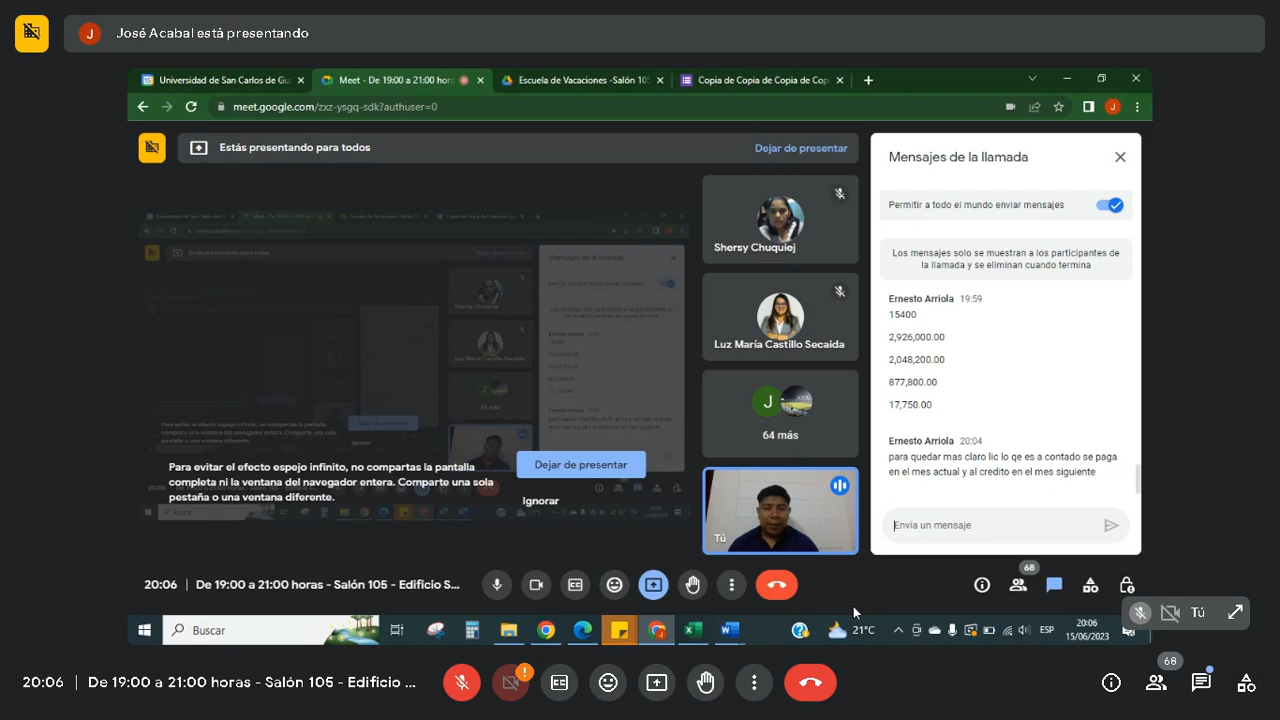 J
José Acabal está presentando
Universidad de San Carlos de Gu
Meet - De 19:00 a 21:00 hora
Escuela de Vacaciones -Salón 105
Copia de Copia de Copia de Cop
meet.google.com/zxz-ysgq-sdk?authuser=0
J
Estás presentando para todos
Dejar de presentar
Shersy Chuquiej
Luz María Castillo Secaida
J
64 más
Tú
Para evitar el efecto espejo infinito, no compartas la pantalla
completa ni la ventana del navegador entera. Comparte una sola
pestaña o una ventana diferente.
Dejar de presentar
Ignorar
Mensajes de la llamada
Permitir a todo el mundo enviar mensajes
Los mensajes solo se muestran a los participantes de
la llamada y se eliminan cuando termina
Ernesto Arriola 19:59
15400
2,926,000.00
2,048,200.00
877,800.00
17,750.00
Ernesto Arriola 20:04
para quedar mas claro lic lo qe es a contado se paga
en el mes actual y al credito en el mes siguiente
Envía un mensaje
20:06 | De 19:00 a 21:00 horas - Salón 105 - Edificio S...
68
Tú
Buscar
21°C
ESP
20:06
15/06/2023
20:06 | De 19:00 a 21:00 horas - Salón 105 - Edificio ...
68